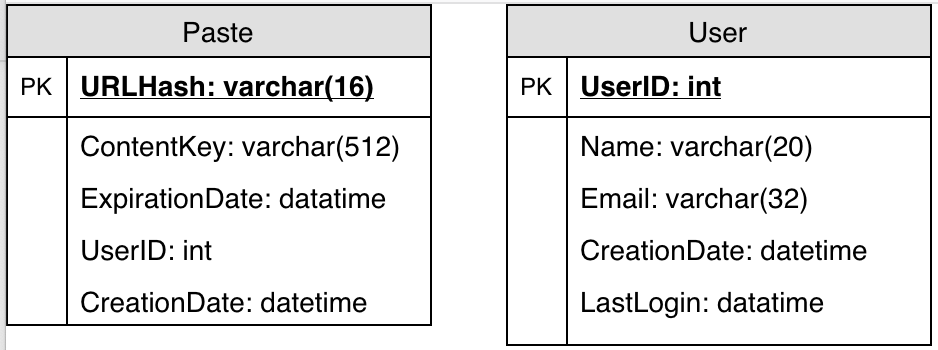 Paste
PK URLHash: varchar(16)
ContentKey: varchar(512)
ExpirationDate: datatime
UserID: int
CreationDate: datetime
User
PK UserID: int
Name: varchar(20)
Email: varchar(32)
CreationDate: datetime
LastLogin: datatime